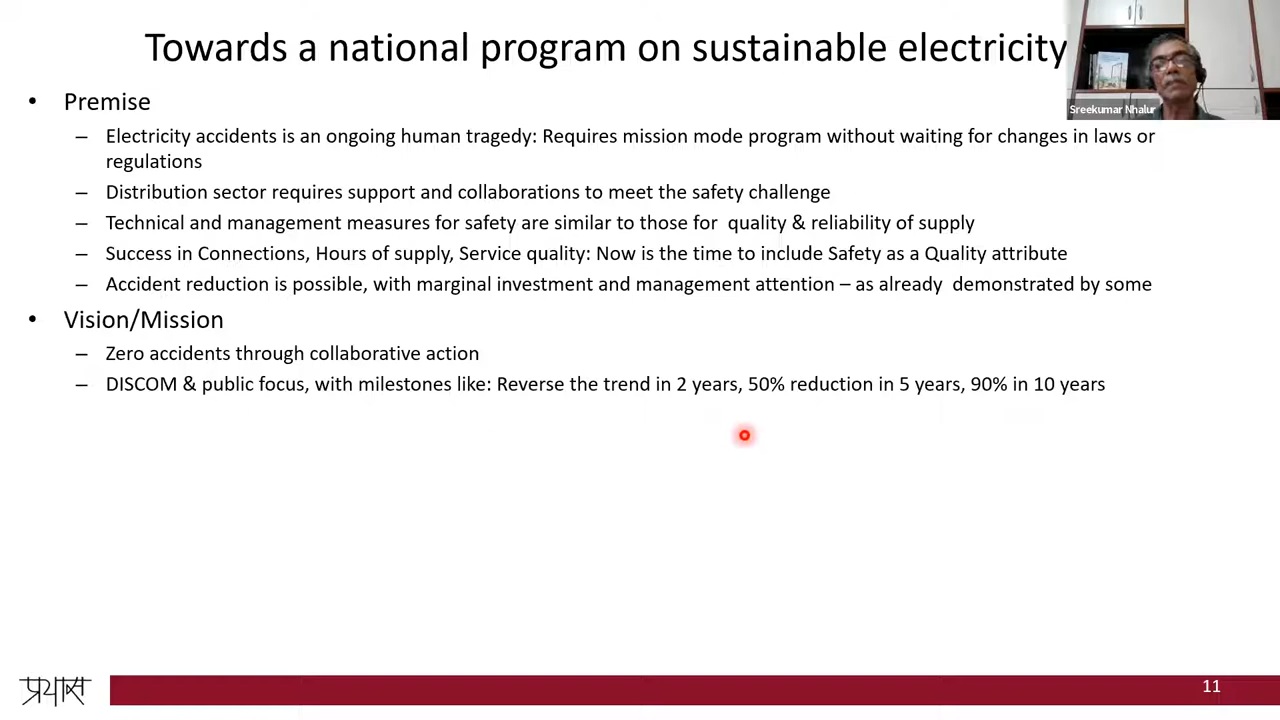 Towards a national program on sustainable electricity
Sreekumar Nhalur
• Premise
– Electricity accidents is an ongoing human tragedy: Requires mission mode program without waiting for changes in laws or
regulations
– Distribution sector requires support and collaborations to meet the safety challenge
– Technical and management measures for safety are similar to those for quality & reliability of supply
– Success in Connections, Hours of supply, Service quality: Now is the time to include Safety as a Quality attribute
– Accident reduction is possible, with marginal investment and management attention – as already demonstrated by some
• Vision/Mission
– Zero accidents through collaborative action
– DISCOM & public focus, with milestones like: Reverse the trend in 2 years, 50% reduction in 5 years, 90% in 10 years
प्रयास
11